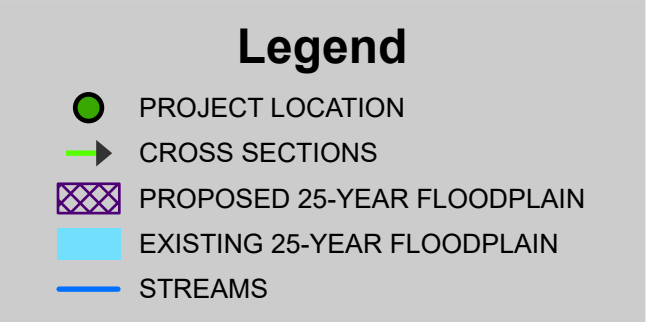 Legend
PROJECT LOCATION
CROSS SECTIONS
PROPOSED 25-YEAR FLOODPLAIN
EXISTING 25-YEAR FLOODPLAIN
STREAMS